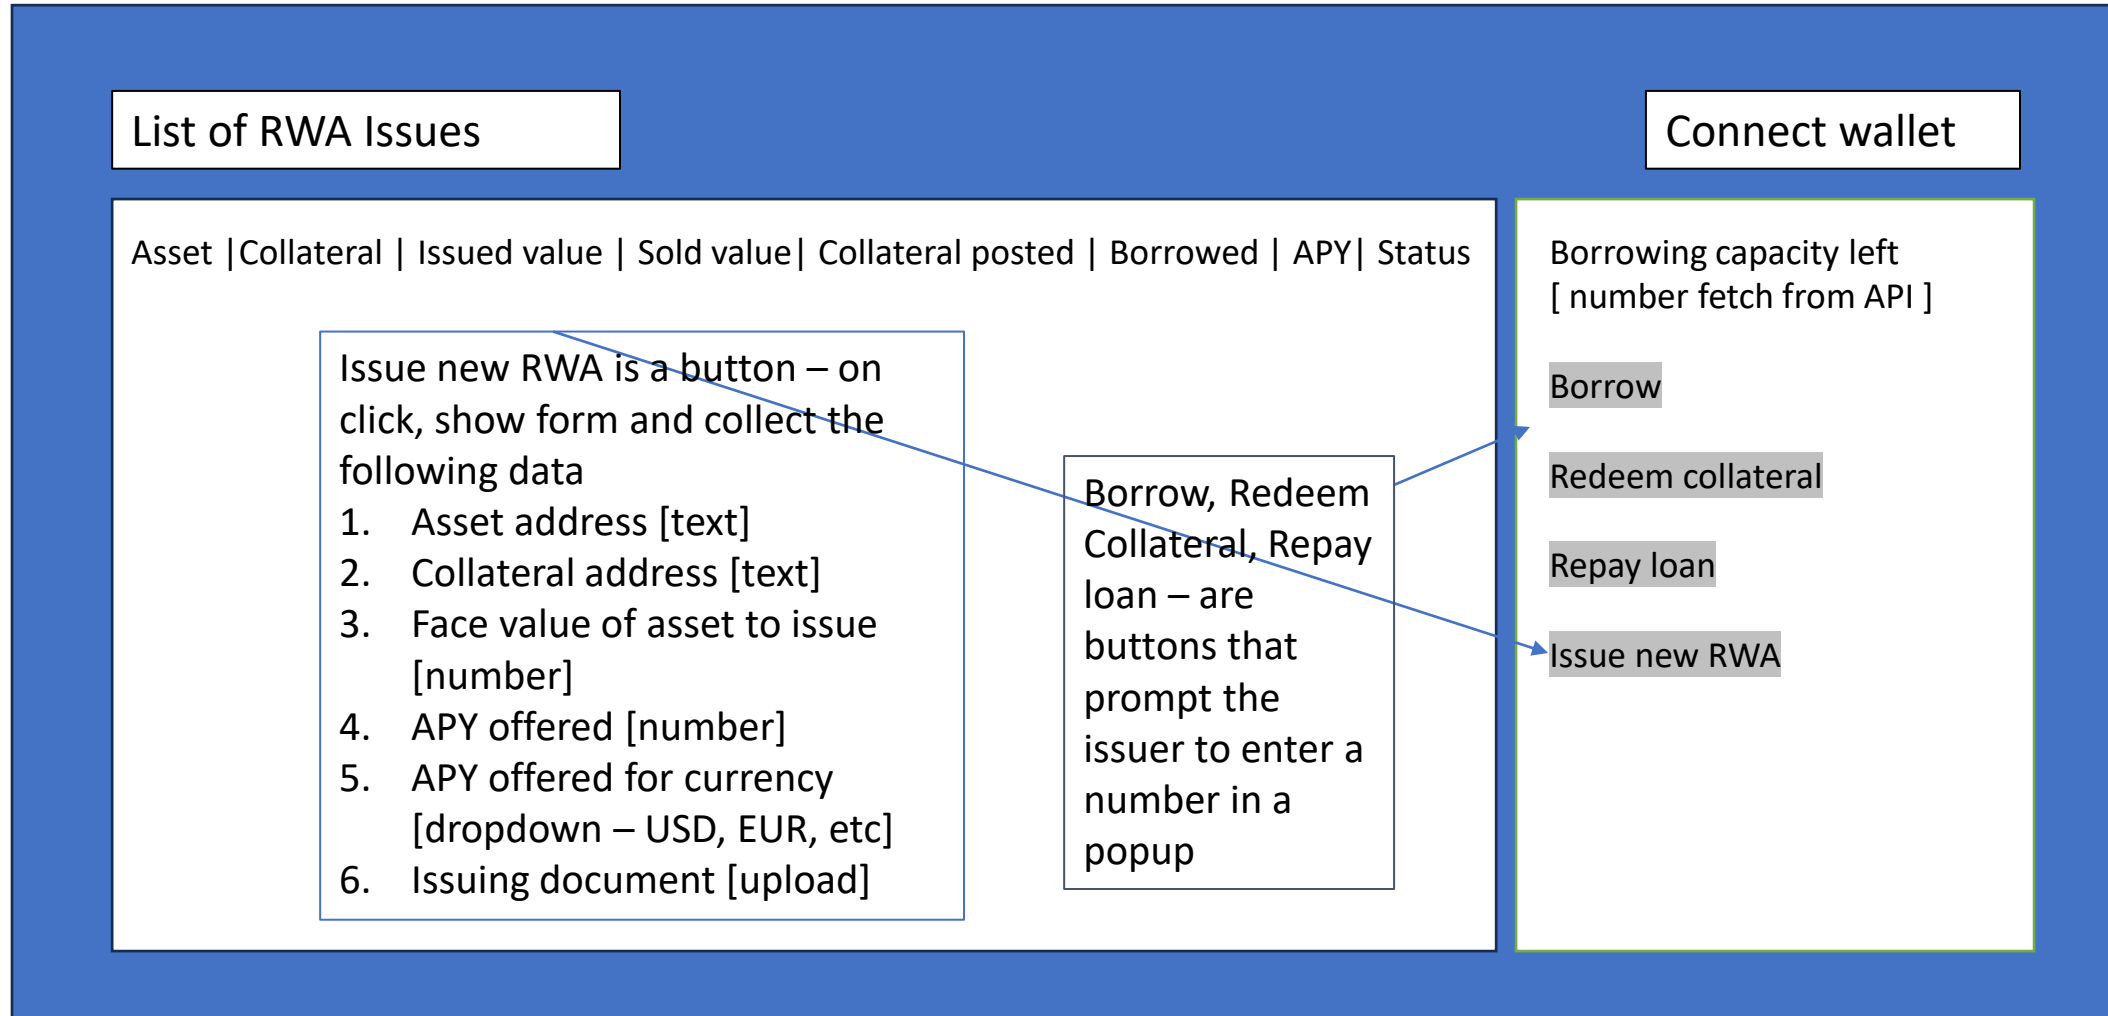 List of RWA Issues
Connect wallet
Asset |Collateral | Issued value | Sold value| Collateral posted | Borrowed | APY| Status
Issue new RWA is a button – on
click, show form and collect the
following data
1. Asset address [text]
2. Collateral address [text]
3. Face value of asset to issue
[number]
4. APY offered [number]
5. APY offered for currency
[dropdown – USD, EUR, etc]
6. Issuing document [upload]
Borrow, Redeem
Collateral, Repay
loan – are
buttons that
prompt the
issuer to enter a
number in a
popup
Borrowing capacity left
[ number fetch from API ]
Borrow
Redeem collateral
Repay loan
Issue new RWA